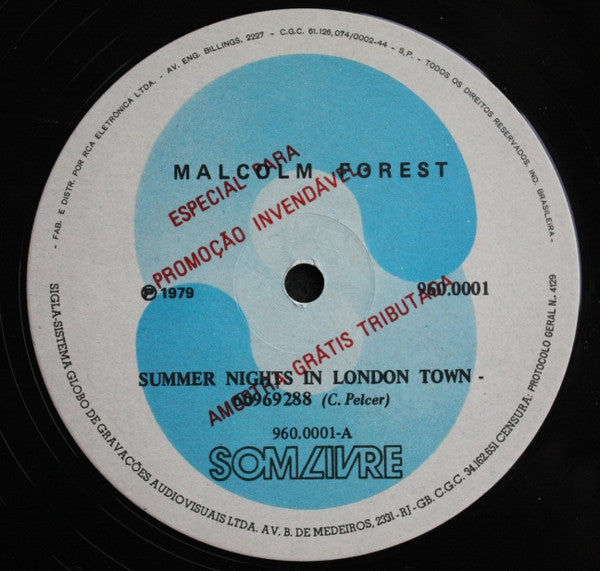 - FAB. E DISTR. POR RCA ELETRÔNICA LTDA. - AV. ENG. BILLINGS, 2227 - C.G.C. 61.126.074/0002-44 - S.P. - TODOS OS DIREITOS RESERVADOS. IND. BRASILEIRA -
MALCOLM FOREST
ESPECIAL PARA
PROMOÇÃO INVENDÁVEL
AMOSTRA GRÁTIS TRIBUTADA
Ⓟ 1979
960.0001
SUMMER NIGHTS IN LONDON TOWN -
60969288 (C. Pelcer)
960.0001-A
SOM LIVRE
SIGLA-SISTEMA GLOBO DE GRAVAÇÕES AUDIOVISUAIS LTDA. AV. B. DE MEDEIROS, 2331-RJ-GB. C.G.C. 34.162.651 CENSURA: PROTOCOLO GERAL N.. 4129